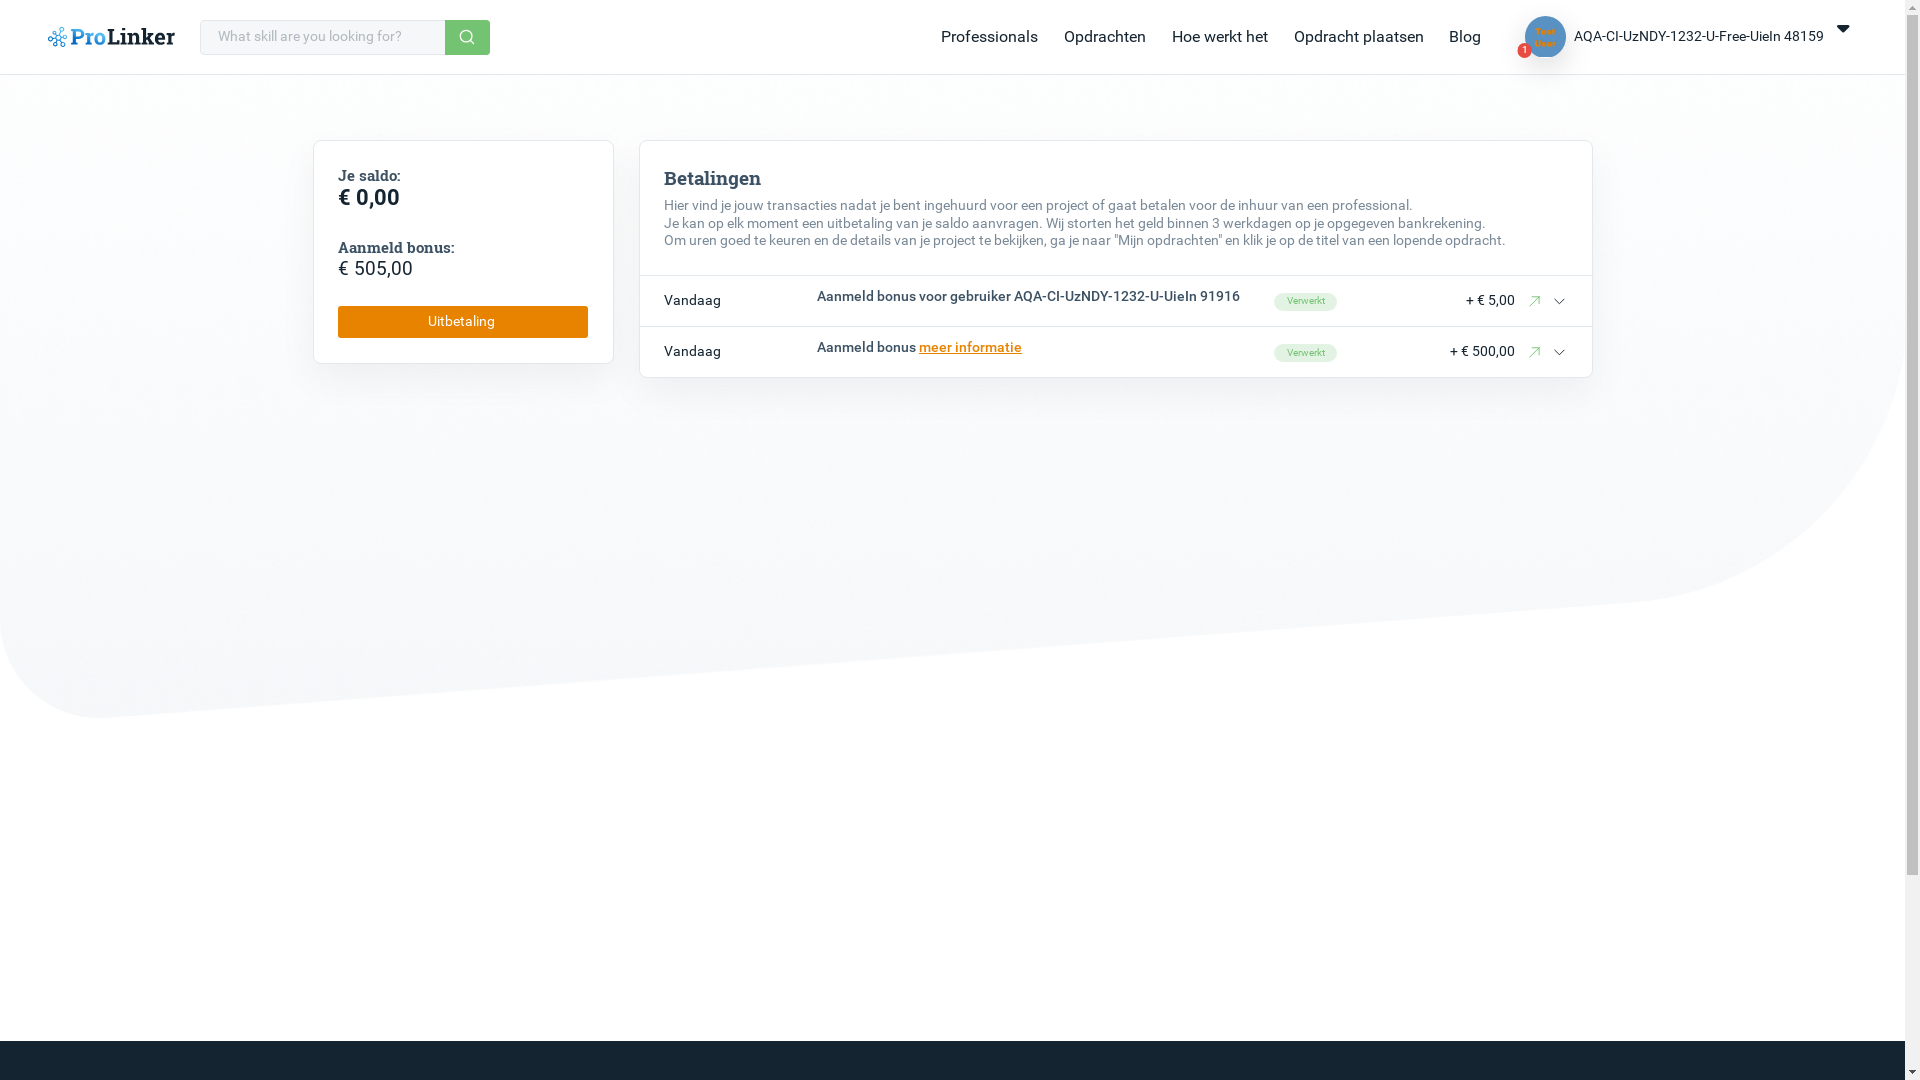 ProLinker
What skill are you looking for?
Professionals
Opdrachten
Hoe werkt het
Opdracht plaatsen
Blog
Test
User
1
AQA-CI-UzNDY-1232-U-Free-UieIn 48159
Je saldo:
€ 0,00
Aanmeld bonus:
€ 505,00
Uitbetaling
Betalingen
Hier vind je jouw transacties nadat je bent ingehuurd voor een project of gaat betalen voor de inhuur van een professional.
Je kan op elk moment een uitbetaling van je saldo aanvragen. Wij storten het geld binnen 3 werkdagen op je opgegeven bankrekening.
Om uren goed te keuren en de details van je project te bekijken, ga je naar "Mijn opdrachten" en klik je op de titel van een lopende opdracht.
Vandaag Aanmeld bonus voor gebruiker AQA-CI-UzNDY-1232-U-UieIn 91916 Verwerkt + € 5,00
Vandaag Aanmeld bonus meer informatie Verwerkt + € 500,00